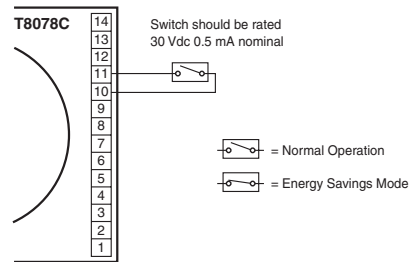 T8078C
Switch should be rated
30 Vdc 0.5 mA nominal
14
13
12
11
10
9
8
7
6
5
4
3
2
1
= Normal Operation
= Energy Savings Mode